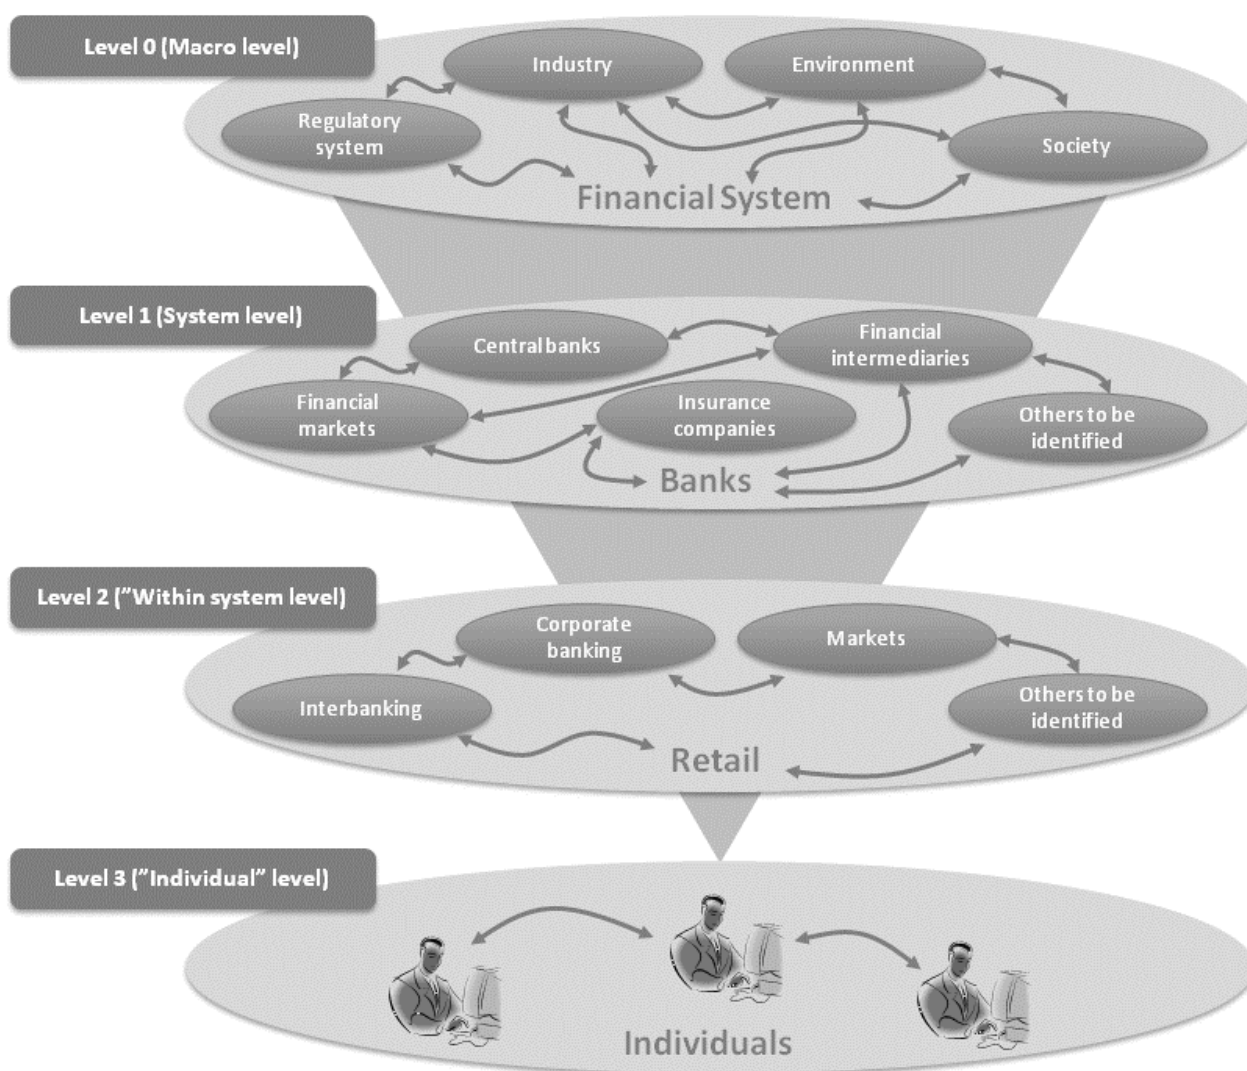 Level 0 (Macro level)
Industry
Environment
Regulatory
system
Society
Financial System
Level 1 (System level)
Central banks
Financial
intermediaries
Financial
markets
Insurance
companies
Others to be
identified
Banks
Level 2 (”Within system level)
Corporate
banking
Markets
Interbanking
Others to be
identified
Retail
Level 3 (”Individual” level)
Individuals